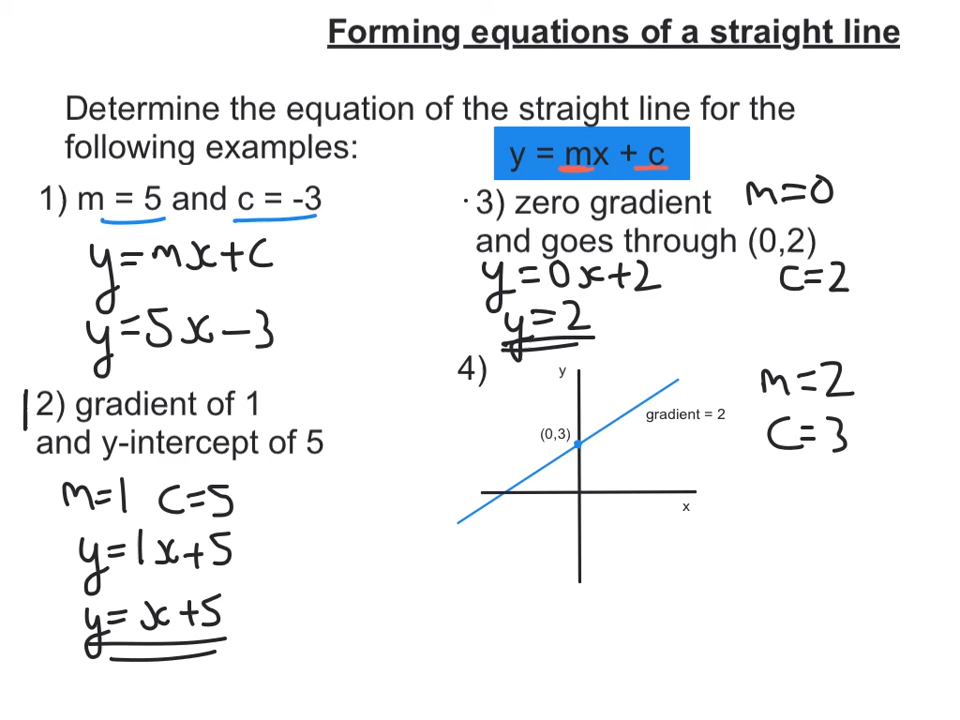 Forming equations of a straight line
Determine the equation of the straight line for the
following examples:
y = mx + c
1) m = 5 and c = -3
y=mx+c
y=5x-3
2) gradient of 1
and y-intercept of 5
m=1 c=5
y=1x+5
y=x+5
3) zero gradient
m=0
and goes through (0,2)
y=0x+2
c=2
y=2
4)
y
m=2
gradient = 2
(0,3)
c=3
x